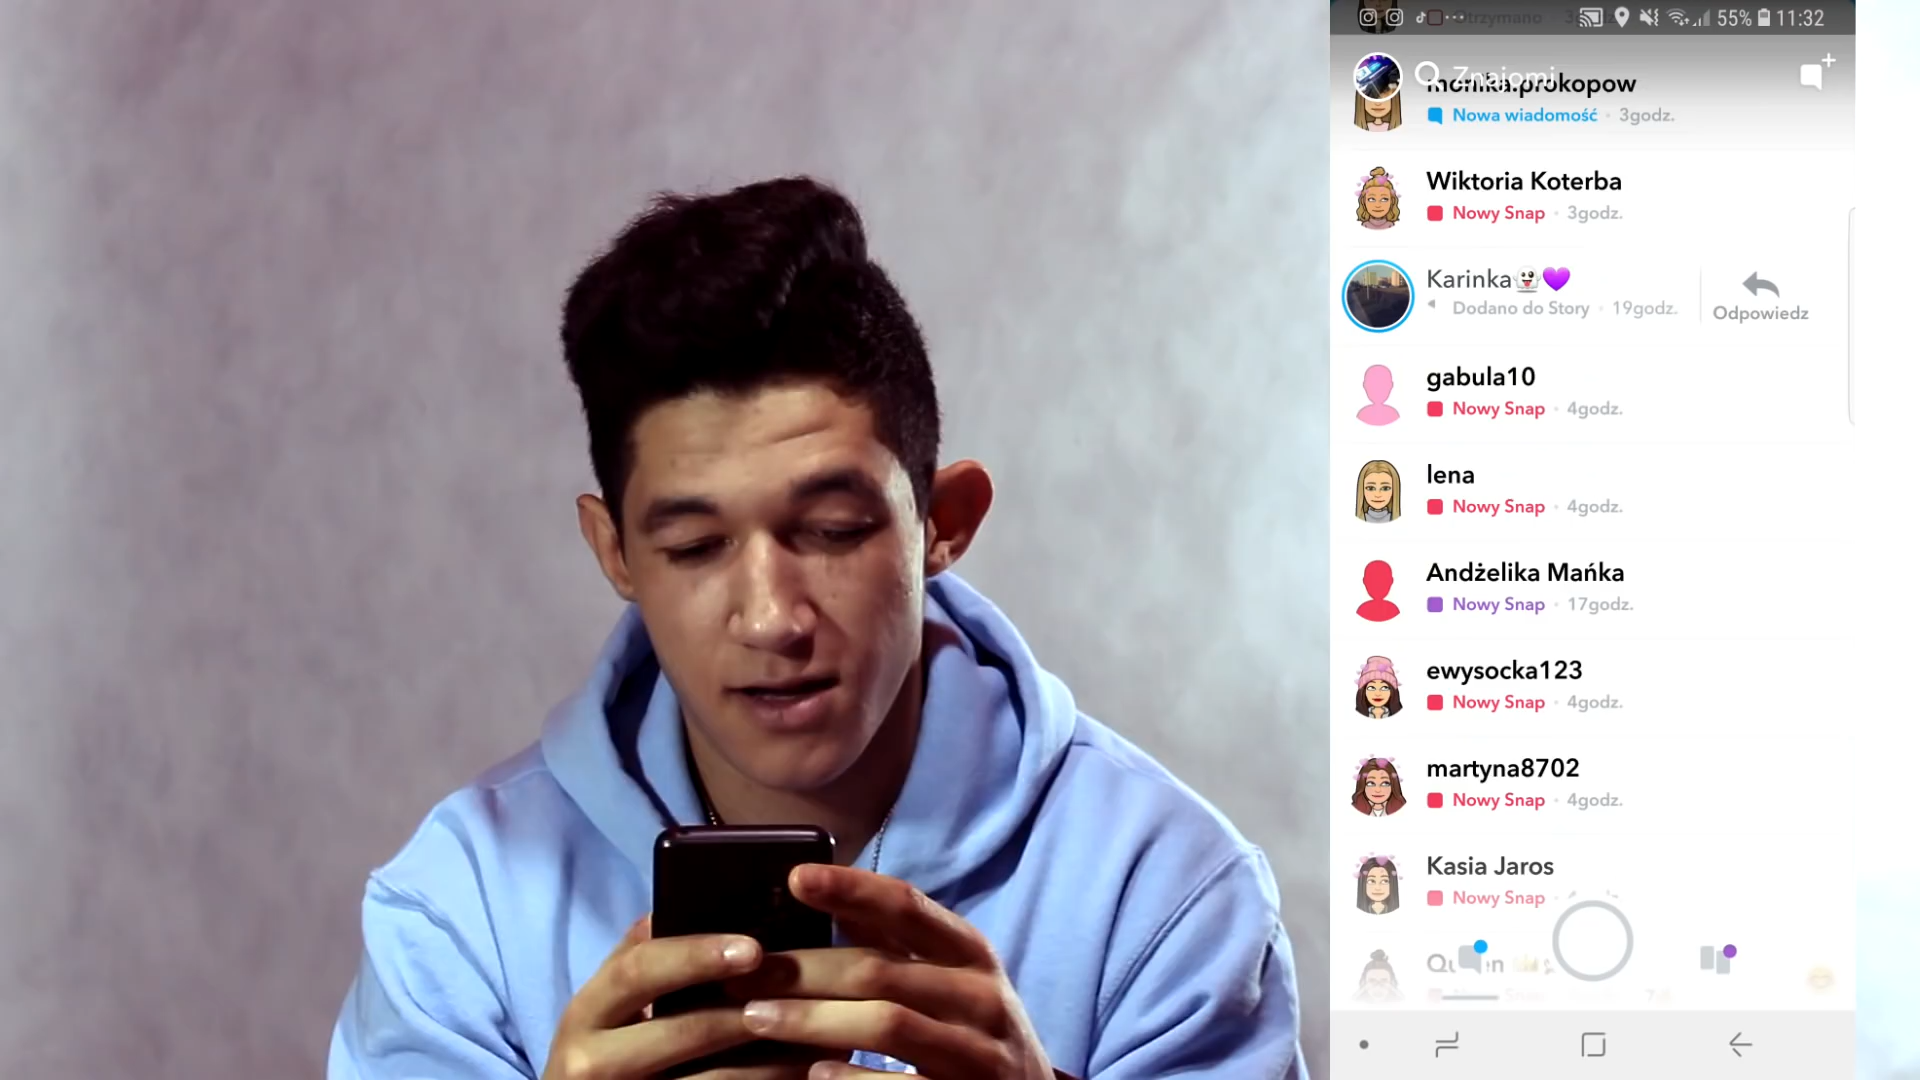 Otrzymano
55% 11:32
Znajomi
monika.prokopow
Nowa wiadomość · 3godz.
Wiktoria Koterba
Nowy Snap · 3godz.
Karinka👻💜
Dodano do Story · 19godz.
Odpowiedz
gabula10
Nowy Snap · 4godz.
lena
Nowy Snap · 4godz.
Andżelika Mańka
Nowy Snap · 17godz.
ewysocka123
Nowy Snap · 4godz.
martyna8702
Nowy Snap · 4godz.
Kasia Jaros
Nowy Snap ·